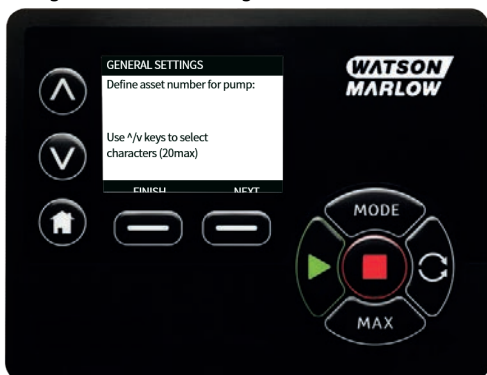 GENERAL SETTINGS
Define asset number for pump:
Use ^/v keys to select
characters (20max)
FINISH NEXT
WATSON
MARLOW
MODE
MAX